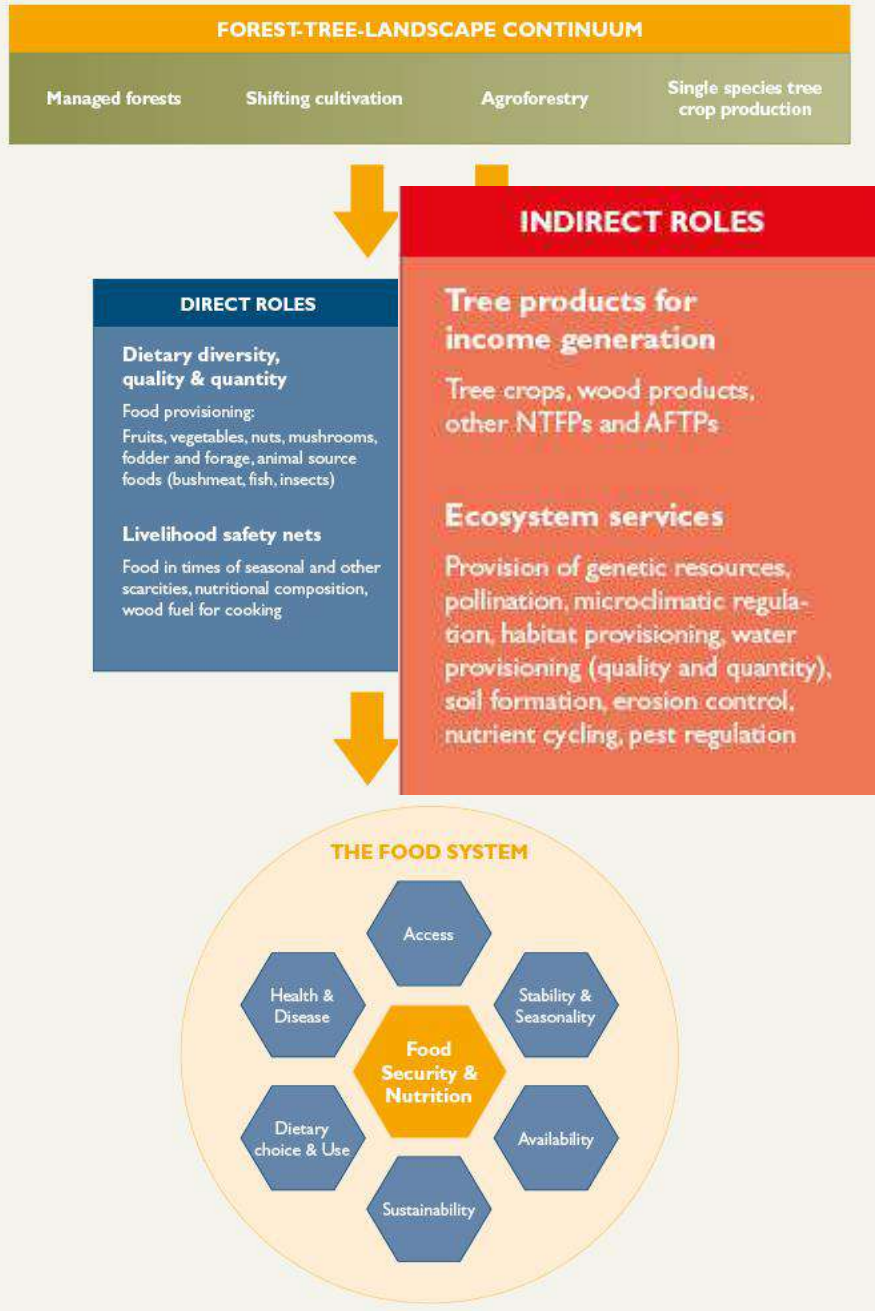 FOREST-TREE-LANDSCAPE CONTINUUM
Managed forests
Shifting cultivation
Agroforestry
Single species tree
crop production
DIRECT ROLES
Dietary diversity,
quality & quantity
Food provisioning:
Fruits, vegetables, nuts, mushrooms,
fodder and forage, animal source
foods (bushmeat, fish, insects)
Livelihood safety nets
Food in times of seasonal and other
scarcities, nutritional composition,
wood fuel for cooking
INDIRECT ROLES
Tree products for
income generation
Tree crops, wood products,
other NTFPs and AFTPs
Ecosystem services
Provision of genetic resources,
pollination, microclimatic regula-
tion, habitat provisioning, water
provisioning (quality and quantity),
soil formation, erosion control,
nutrient cycling, pest regulation
THE FOOD SYSTEM
Access
Health &
Disease
Stability &
Seasonality
Food
Security &
Nutrition
Dietary
choice & Use
Availability
Sustainability